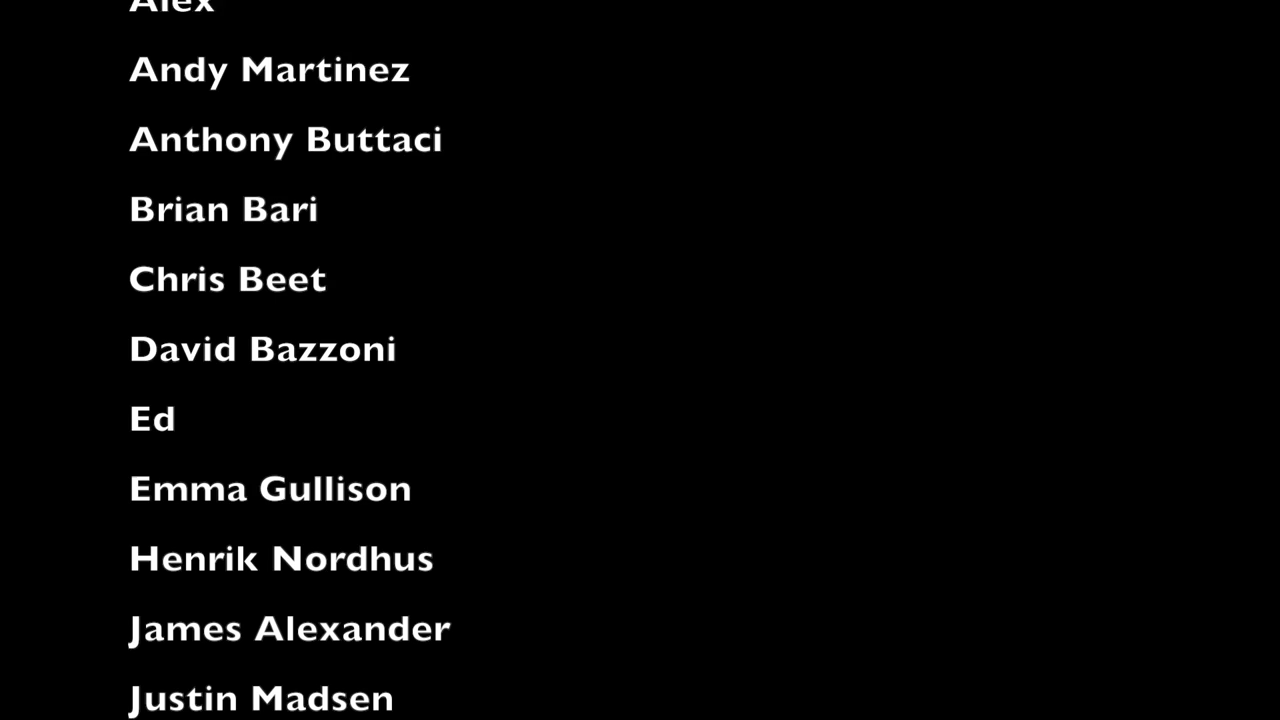 Alex
Andy Martinez
Anthony Buttaci
Brian Bari
Chris Beet
David Bazzoni
Ed
Emma Gullison
Henrik Nordhus
James Alexander
Justin Madsen